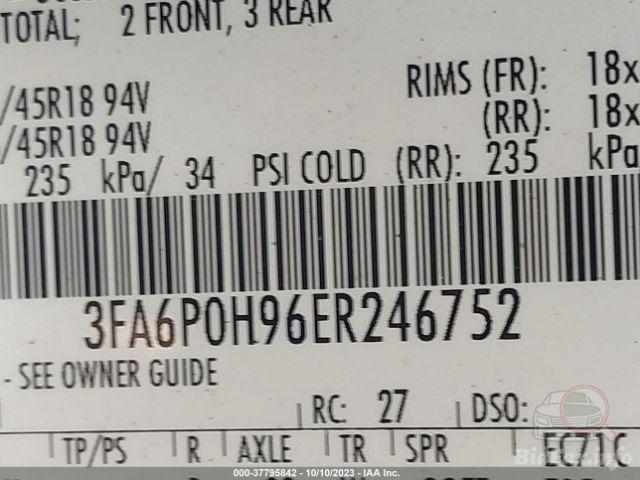 TOTAL; 2 FRONT, 3 REAR
/45R18 94V RIMS (FR): 18x
/45R18 94V (RR): 18x
235 kPa/ 34 PSI COLD (RR): 235 kPa
3FA6P0H96ER246752
- SEE OWNER GUIDE
RC: 27 DSO:
TP/PS R AXLE TR SPR EC71C
000-37795842 - 10/10/2023 - IAA Inc.